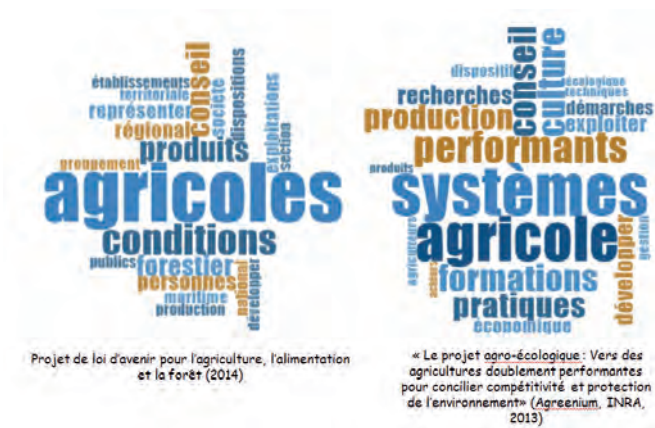 établissements
territoriale
représenter
régional
conseil
société
dispositions
exploitations
section
groupement
produits
agricoles
conditions
publics
forestier
personnes
maritime
production
national
développer
Projet de loi d'avenir pour l'agriculture, l'alimentation
et la forêt (2014)
dispositif
recherches
production
conseil
culture
écologique
techniques
démarches
exploiter
performants
produits
systèmes
agricole
agriculteurs
actions
formations
pratiques
économique
développer
gestion
« Le projet agro-écologique : Vers des
agricultures doublement performantes
pour concilier compétitivité et protection
de l'environnement» (Agreenium, INRA,
2013)